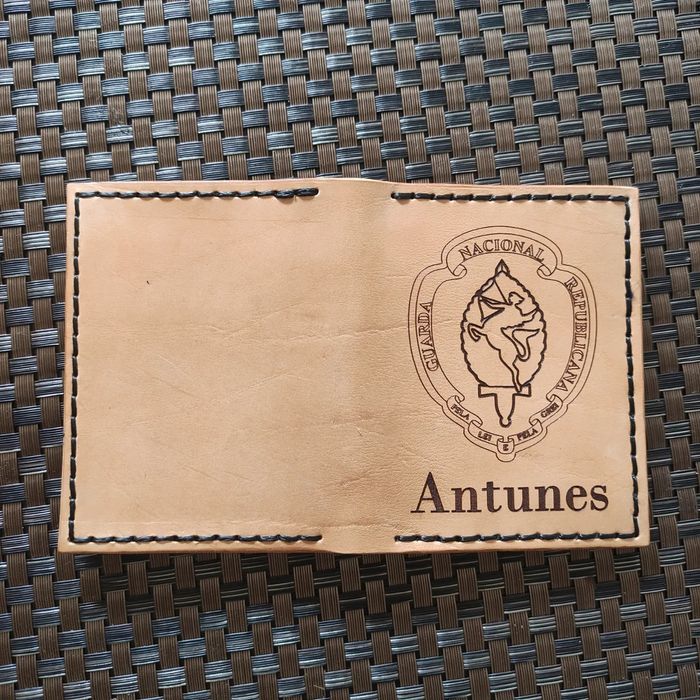 GUARDA
NACIONAL
REPUBLICANA
PELA
LEI
E
PELA
GREI
Antunes